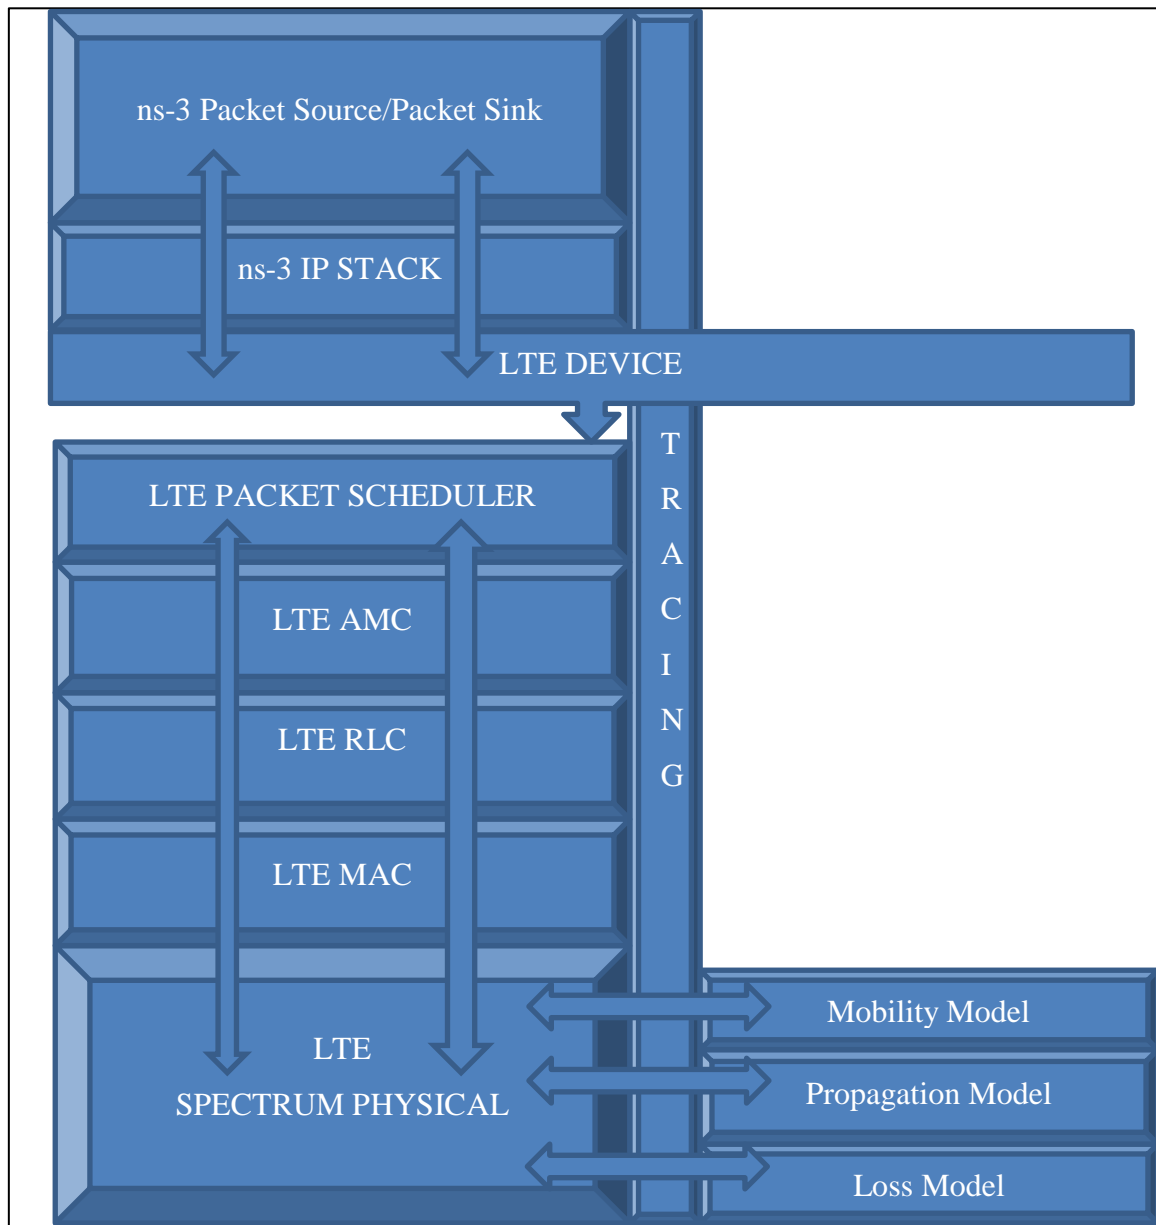 ns-3 Packet Source/Packet Sink
ns-3 IP STACK
LTE DEVICE
T
R
A
C
I
N
G
LTE PACKET SCHEDULER
LTE AMC
LTE RLC
LTE MAC
LTE
SPECTRUM PHYSICAL
Mobility Model
Propagation Model
Loss Model